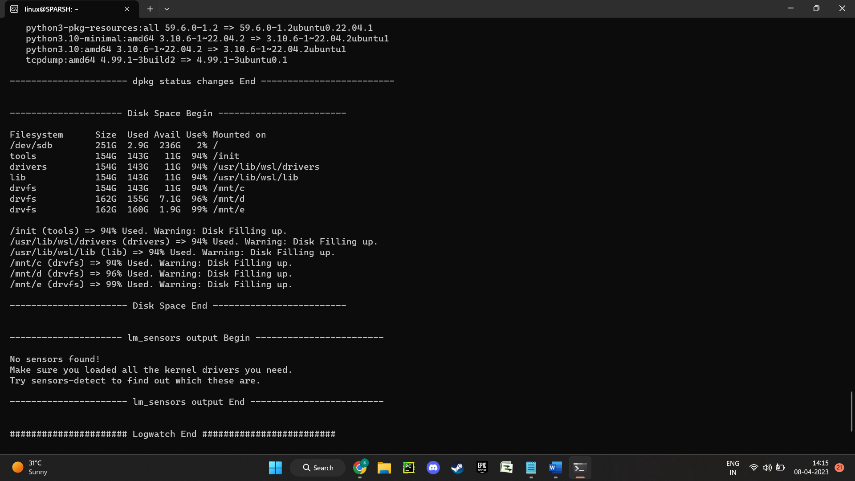 linux@SPARSH: ~
python3-pkg-resources:all 59.6.0-1.2 => 59.6.0-1.2ubuntu0.22.04.1
python3.10-minimal:amd64 3.10.6-1~22.04.2 => 3.10.6-1~22.04.2ubuntu1
python3.10:amd64 3.10.6-1~22.04.2 => 3.10.6-1~22.04.2ubuntu1
tcpdump:amd64 4.99.1-3build2 => 4.99.1-3ubuntu0.1
---------------------- dpkg status changes End -------------------------
--------------------- Disk Space Begin ------------------------
Filesystem      Size  Used Avail Use% Mounted on
/dev/sdb        251G  2.9G  236G   2% /
tools           154G  143G   11G  94% /init
drivers         154G  143G   11G  94% /usr/lib/wsl/drivers
lib             154G  143G   11G  94% /usr/lib/wsl/lib
drvfs           154G  143G   11G  94% /mnt/c
drvfs           162G  155G  7.1G  96% /mnt/d
drvfs           162G  160G  1.9G  99% /mnt/e
/init (tools) => 94% Used. Warning: Disk Filling up.
/usr/lib/wsl/drivers (drivers) => 94% Used. Warning: Disk Filling up.
/usr/lib/wsl/lib (lib) => 94% Used. Warning: Disk Filling up.
/mnt/c (drvfs) => 94% Used. Warning: Disk Filling up.
/mnt/d (drvfs) => 96% Used. Warning: Disk Filling up.
/mnt/e (drvfs) => 99% Used. Warning: Disk Filling up.
---------------------- Disk Space End -------------------------
--------------------- lm_sensors output Begin ------------------------
No sensors found!
Make sure you loaded all the kernel drivers you need.
Try sensors-detect to find out which these are.
---------------------- lm_sensors output End -------------------------
###################### Logwatch End #########################
31°C
Sunny
Search
ENG
IN
14:15
08-04-2023
21